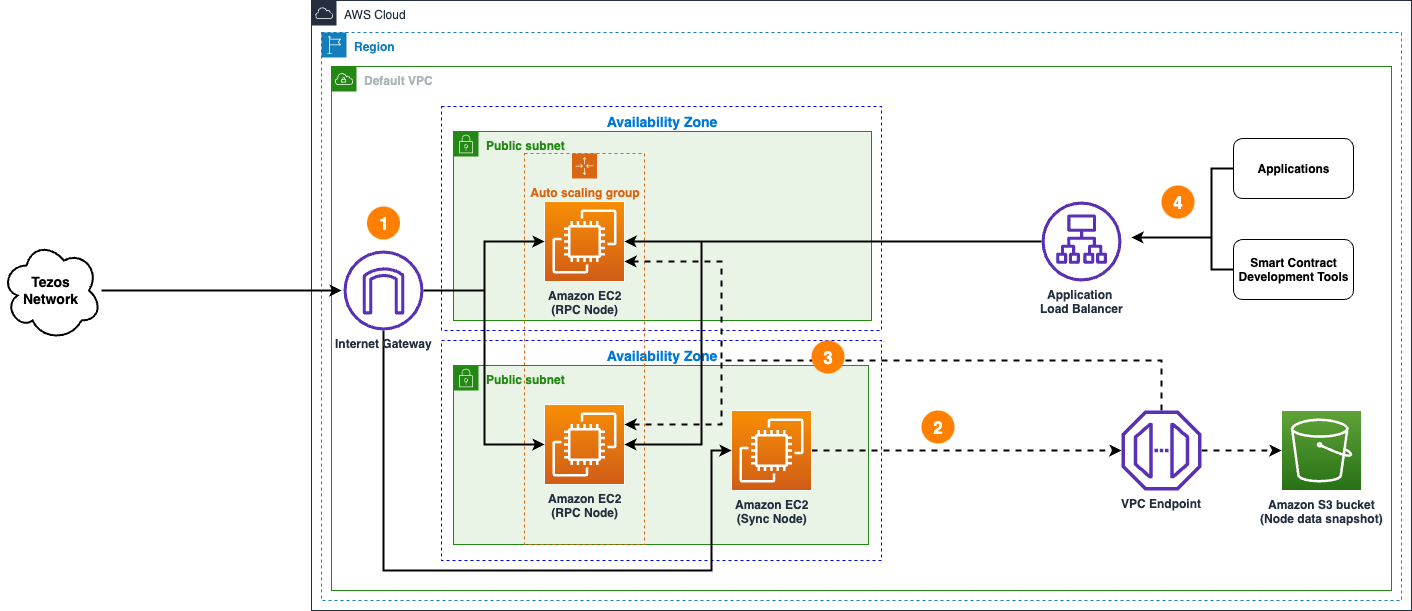 AWS Cloud
Region
Default VPC
Availability Zone
Public subnet
Auto scaling group
Amazon EC2
(RPC Node)
1
Tezos
Network
Internet Gateway
4
Applications
Smart Contract
Development Tools
Application
Load Balancer
Availability Zone
3
Public subnet
Amazon EC2
(RPC Node)
Amazon EC2
(Sync Node)
2
VPC Endpoint
Amazon S3 bucket
(Node data snapshot)